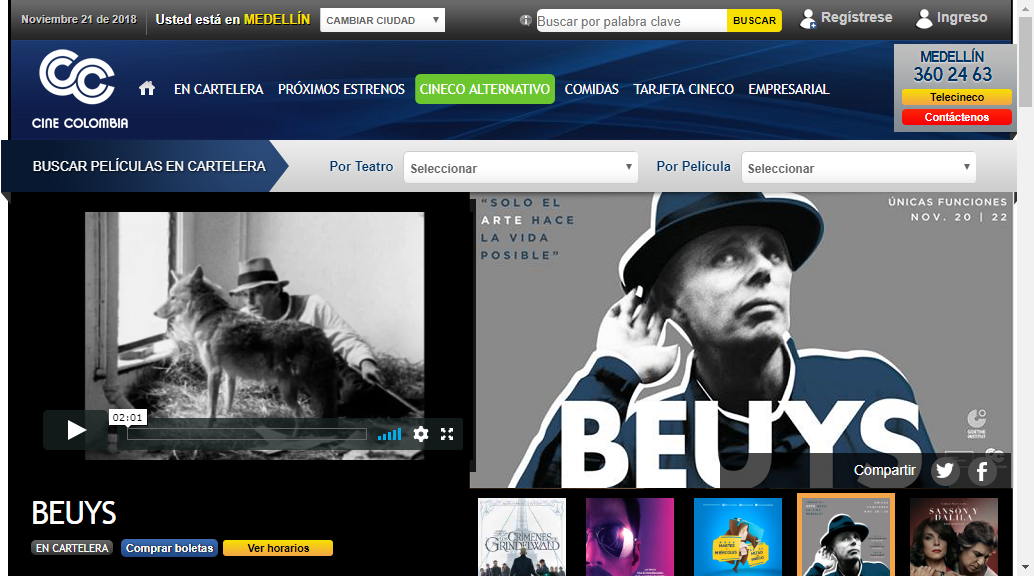 Noviembre 21 de 2018
Usted está en MEDELLÍN
CAMBIAR CIUDAD
Buscar por palabra clave
BUSCAR
Regístrese
Ingreso
CINE COLOMBIA
EN CARTELERA
PRÓXIMOS ESTRENOS
CINECO ALTERNATIVO
COMIDAS
TARJETA CINECO
EMPRESARIAL
MEDELLÍN
360 24 63
Telecineco
Contáctenos
BUSCAR PELÍCULAS EN CARTELERA
Por Teatro
Seleccionar
Por Película
Seleccionar
“SOLO EL
ARTE HACE
LA VIDA
POSIBLE”
ÚNICAS FUNCIONES
NOV. 20 | 22
02:01
BEUYS
GOETHE
INSTITUT
Compartir
BEUYS
EN CARTELERA
Comprar boletas
Ver horarios
CRÍMENES
GRINDELWALD
SANSÓN Y
DALILA